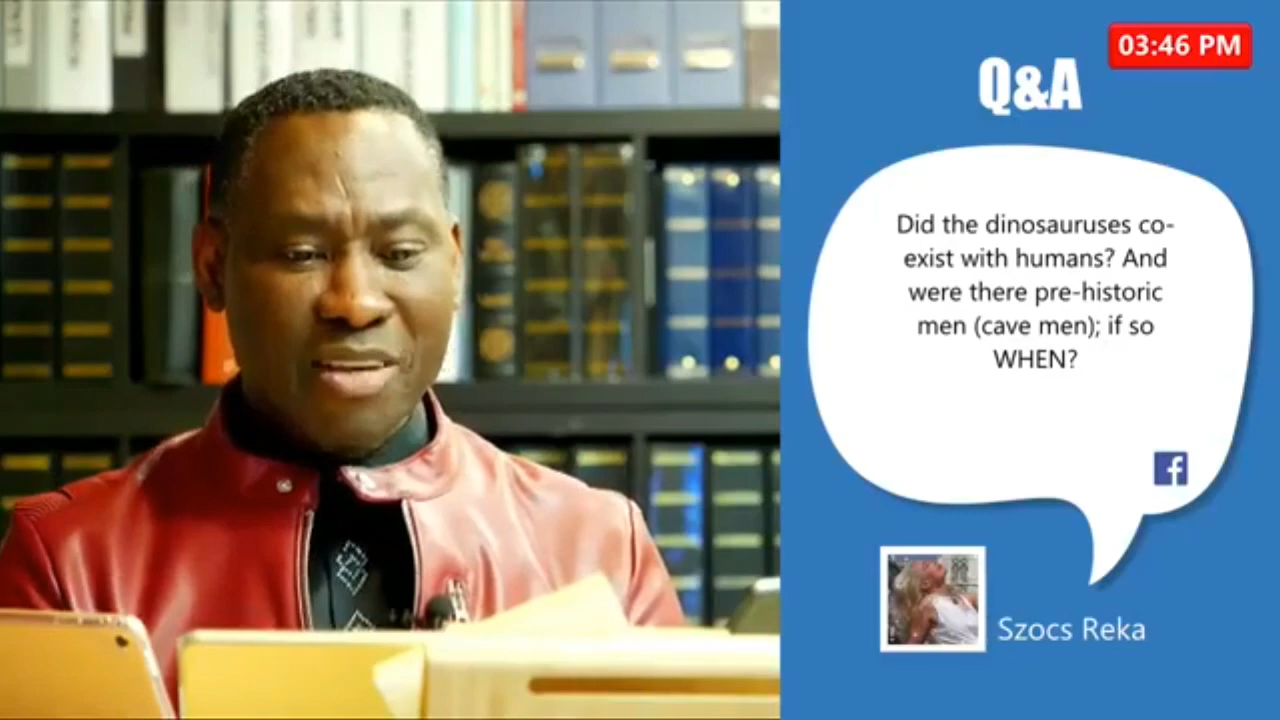 03:46 PM
Q&A
Did the dinosauruses co-
exist with humans? And
were there pre-historic
men (cave men); if so
WHEN?
f
Szocs Reka